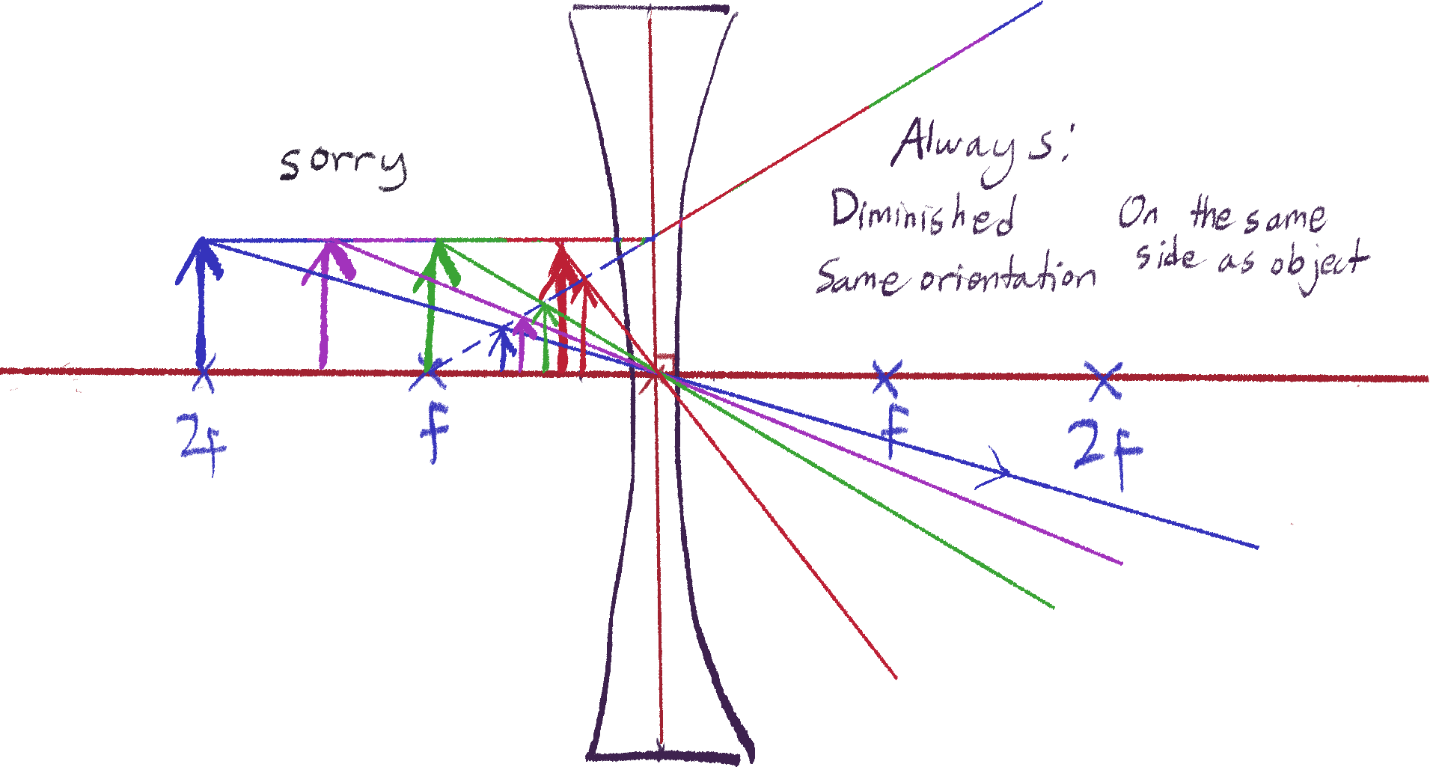 sorry
Always:
Diminished
Same orientation
On the same
side as object
2f
f
f
2f